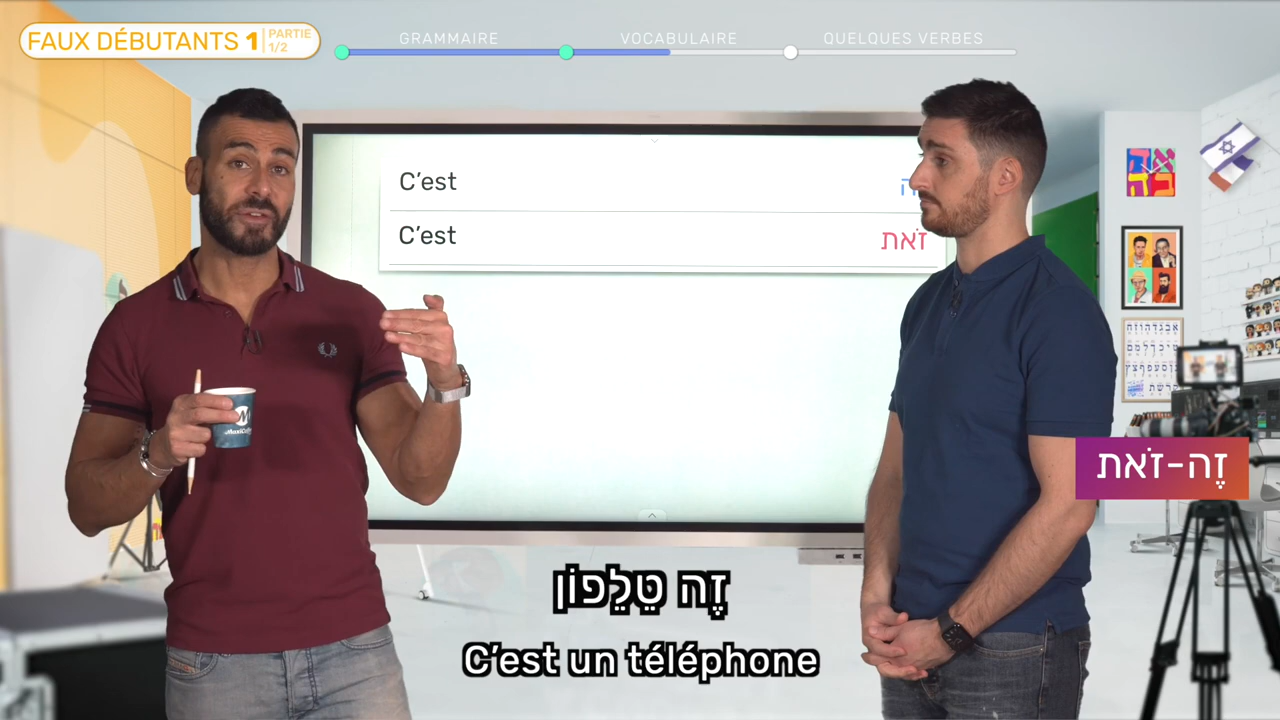 FAUX DÉBUTANTS 1
PARTIE 1/2
GRAMMAIRE
VOCABULAIRE
QUELQUES VERBES
C'est
C'est
זֹאת
זֶה-זֹאת
זֶה טֵלֵפוֹן
C'est un téléphone